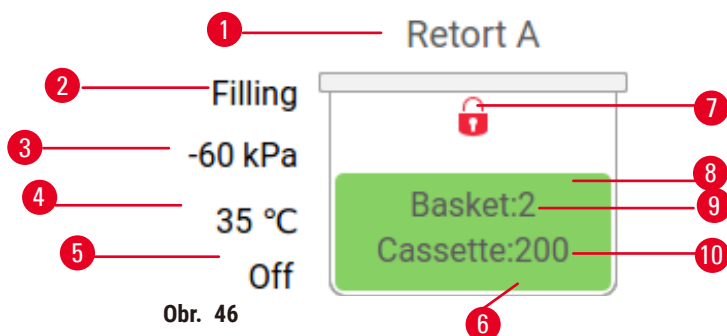 1 Retort A
2 Filling
3 -60 kPa
4 35 °C
5 Off
6
7
8
Basket:2 9
Cassette:200 10
Obr. 46